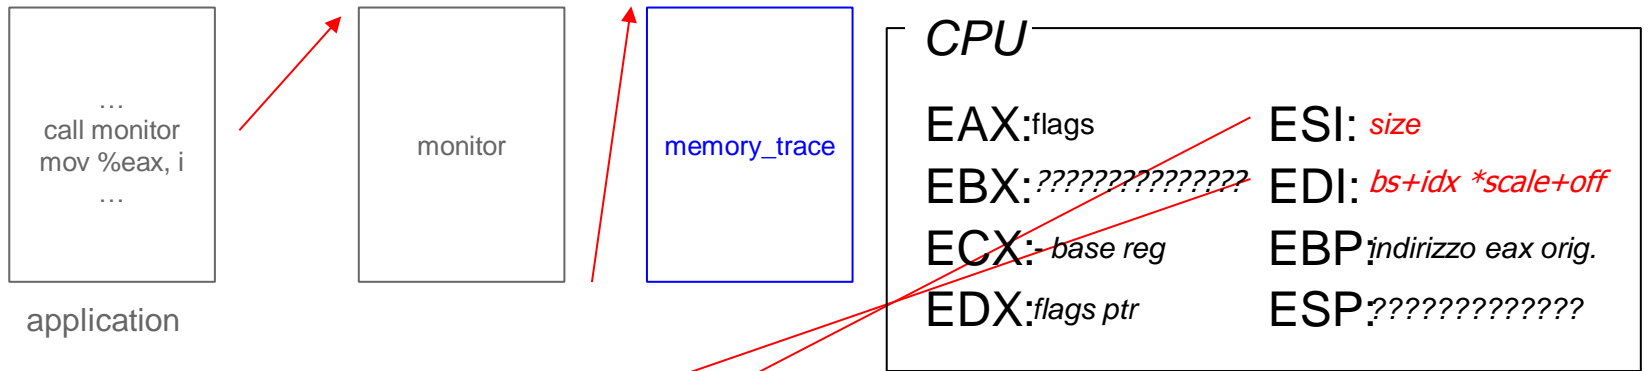 …
call monitor
mov %eax, i
…
application
monitor
memory_trace
CPU
EAX:flags
EBX:???????????????
ECX:- base reg
EDX:flags ptr
ESI: size
EDI: bs+idx *scale+off
EBP:indirizzo eax orig.
ESP:?????????????